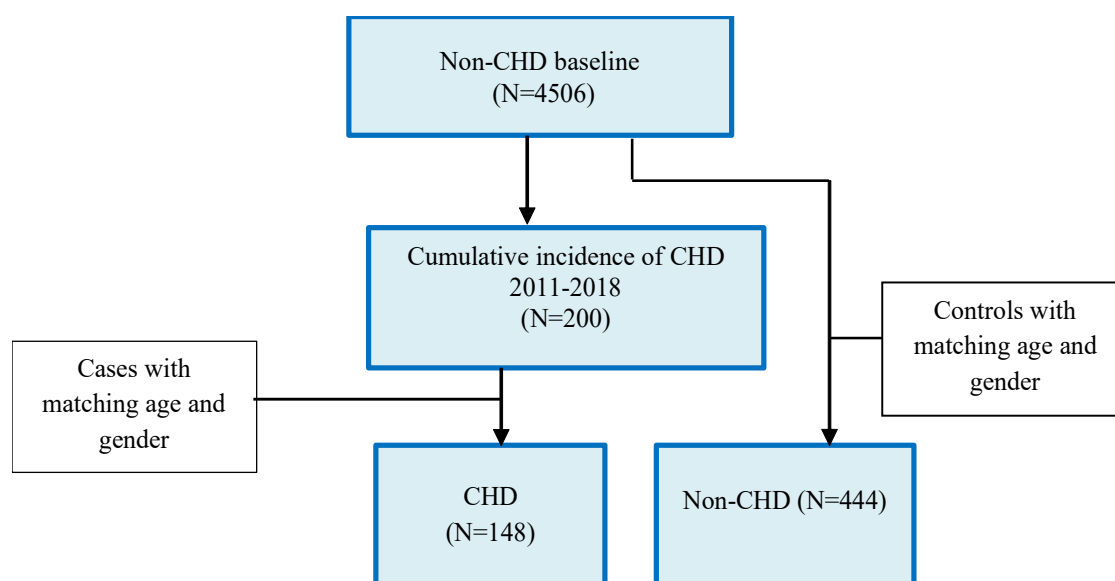 Non-CHD baseline
(N=4506)
Cumulative incidence of CHD
2011-2018
(N=200)
Controls with
matching age and
gender
Cases with
matching age and
gender
CHD
(N=148)
Non-CHD (N=444)